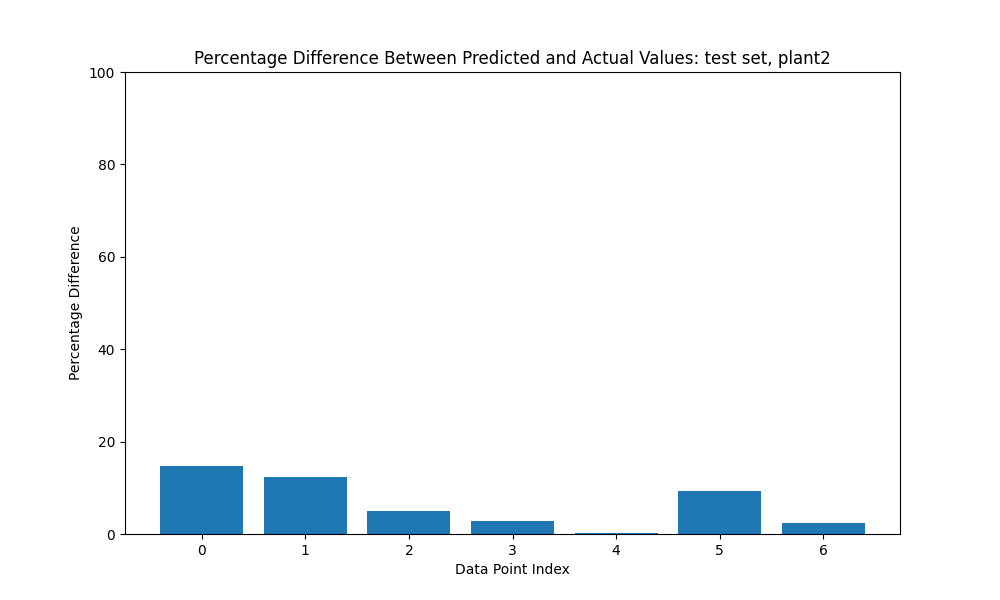 Percentage Difference Between Predicted and Actual Values: test set, plant2
100
80
60
40
20
0
Percentage Difference
0 1 2 3 4 5 6
Data Point Index